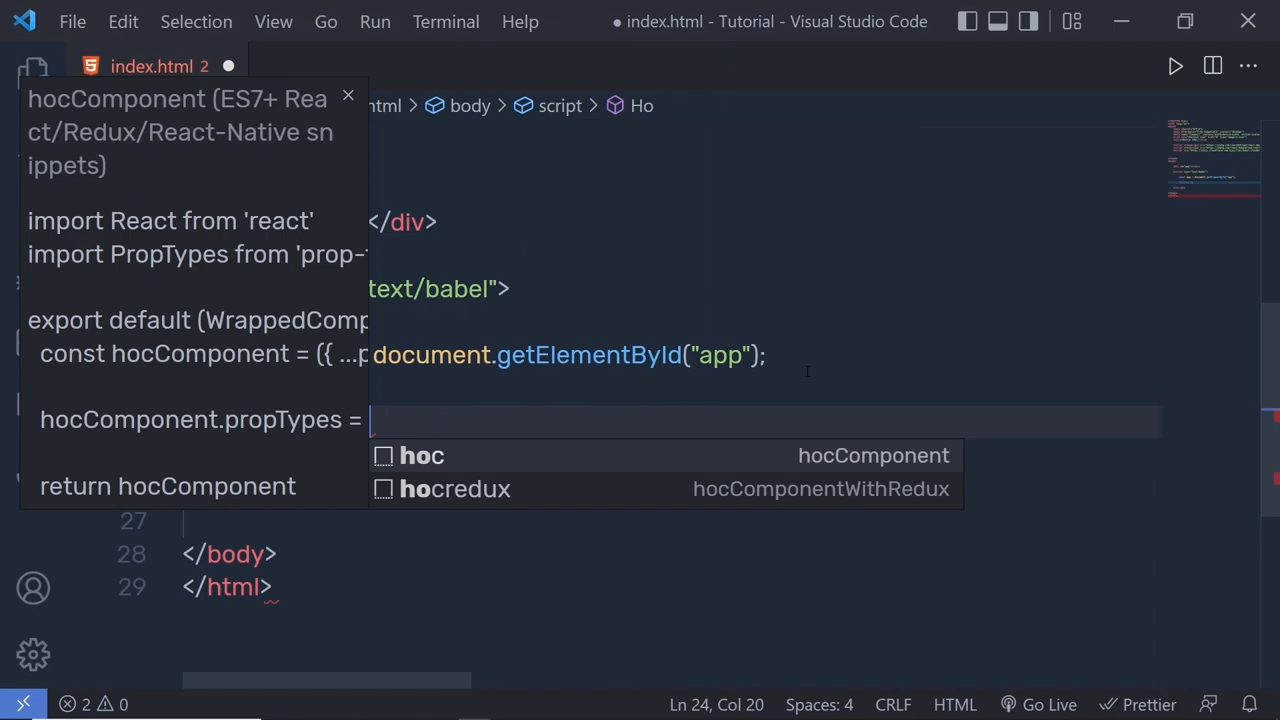 File Edit Selection View Go Run Terminal Help
● index.html - Tutorial - Visual Studio Code
index.html 2
html > body > script > Ho
hocComponent (ES7+ Rea
ct/Redux/React-Native sn
ippets)
import React from 'react'
import PropTypes from 'prop-
export default (WrappedComp
const hocComponent = ({ ...p
hocComponent.propTypes =
return hocComponent
</div>
text/babel">
document.getElementById("app");
hoc hocComponent
hocredux hocComponentWithRedux
27
28 </body>
29 </html>
2 0 Ln 24, Col 20 Spaces: 4 CRLF HTML Go Live Prettier